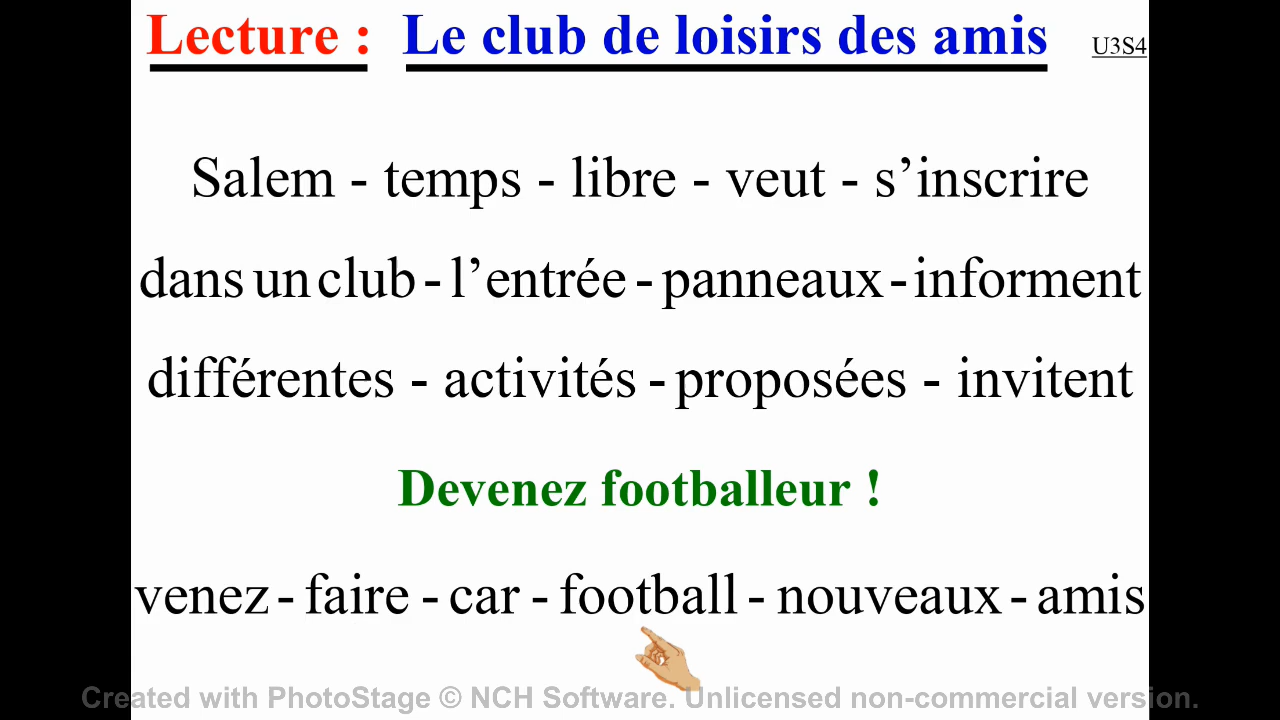 Lecture : Le club de loisirs des amis U3S4
Salem - temps - libre - veut - s’inscrire
dans un club - l’entrée - panneaux - informent
différentes - activités - proposées - invitent
Devenez footballeur !
venez - faire - car - football - nouveaux - amis
Created with PhotoStage © NCH Software. Unlicensed non-commercial version.